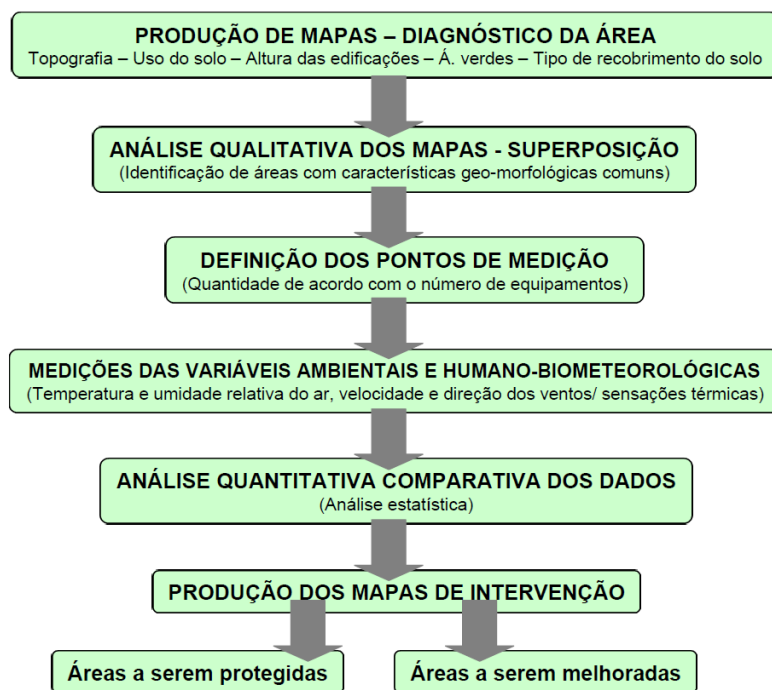 PRODUÇÃO DE MAPAS – DIAGNÓSTICO DA ÁREA
Topografia – Uso do solo – Altura das edificações – Á. verdes – Tipo de recobrimento do solo
ANÁLISE QUALITATIVA DOS MAPAS - SUPERPOSIÇÃO
(Identificação de áreas com características geo-morfológicas comuns)
DEFINIÇÃO DOS PONTOS DE MEDIÇÃO
(Quantidade de acordo com o número de equipamentos)
MEDIÇÕES DAS VARIÁVEIS AMBIENTAIS E HUMANO-BIOMETEOROLÓGICAS
(Temperatura e umidade relativa do ar, velocidade e direção dos ventos/ sensações térmicas)
ANÁLISE QUANTITATIVA COMPARATIVA DOS DADOS
(Análise estatística)
PRODUÇÃO DOS MAPAS DE INTERVENÇÃO
Áreas a serem protegidas
Áreas a serem melhoradas